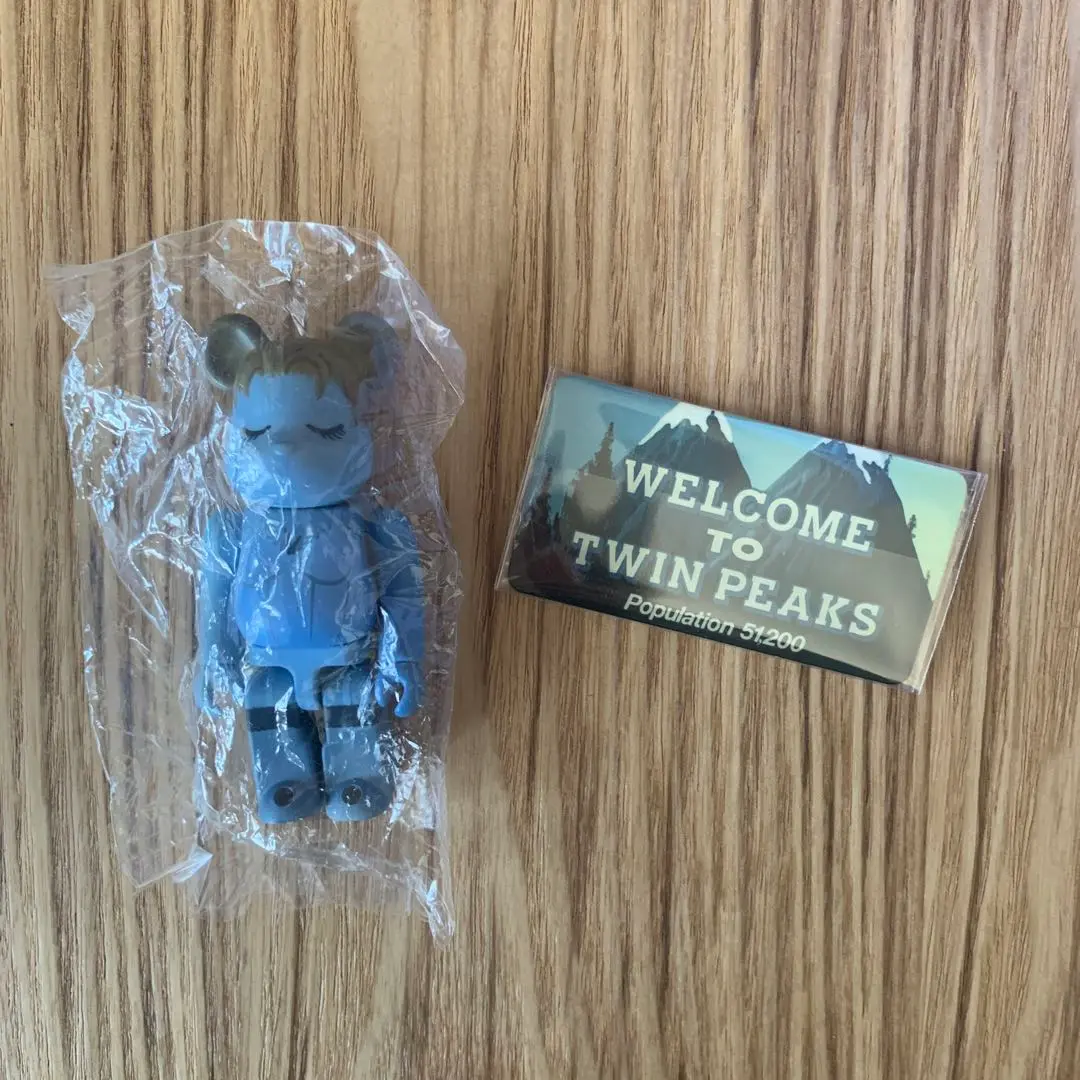 WELCOME
TO
TWIN PEAKS
Population 51,200